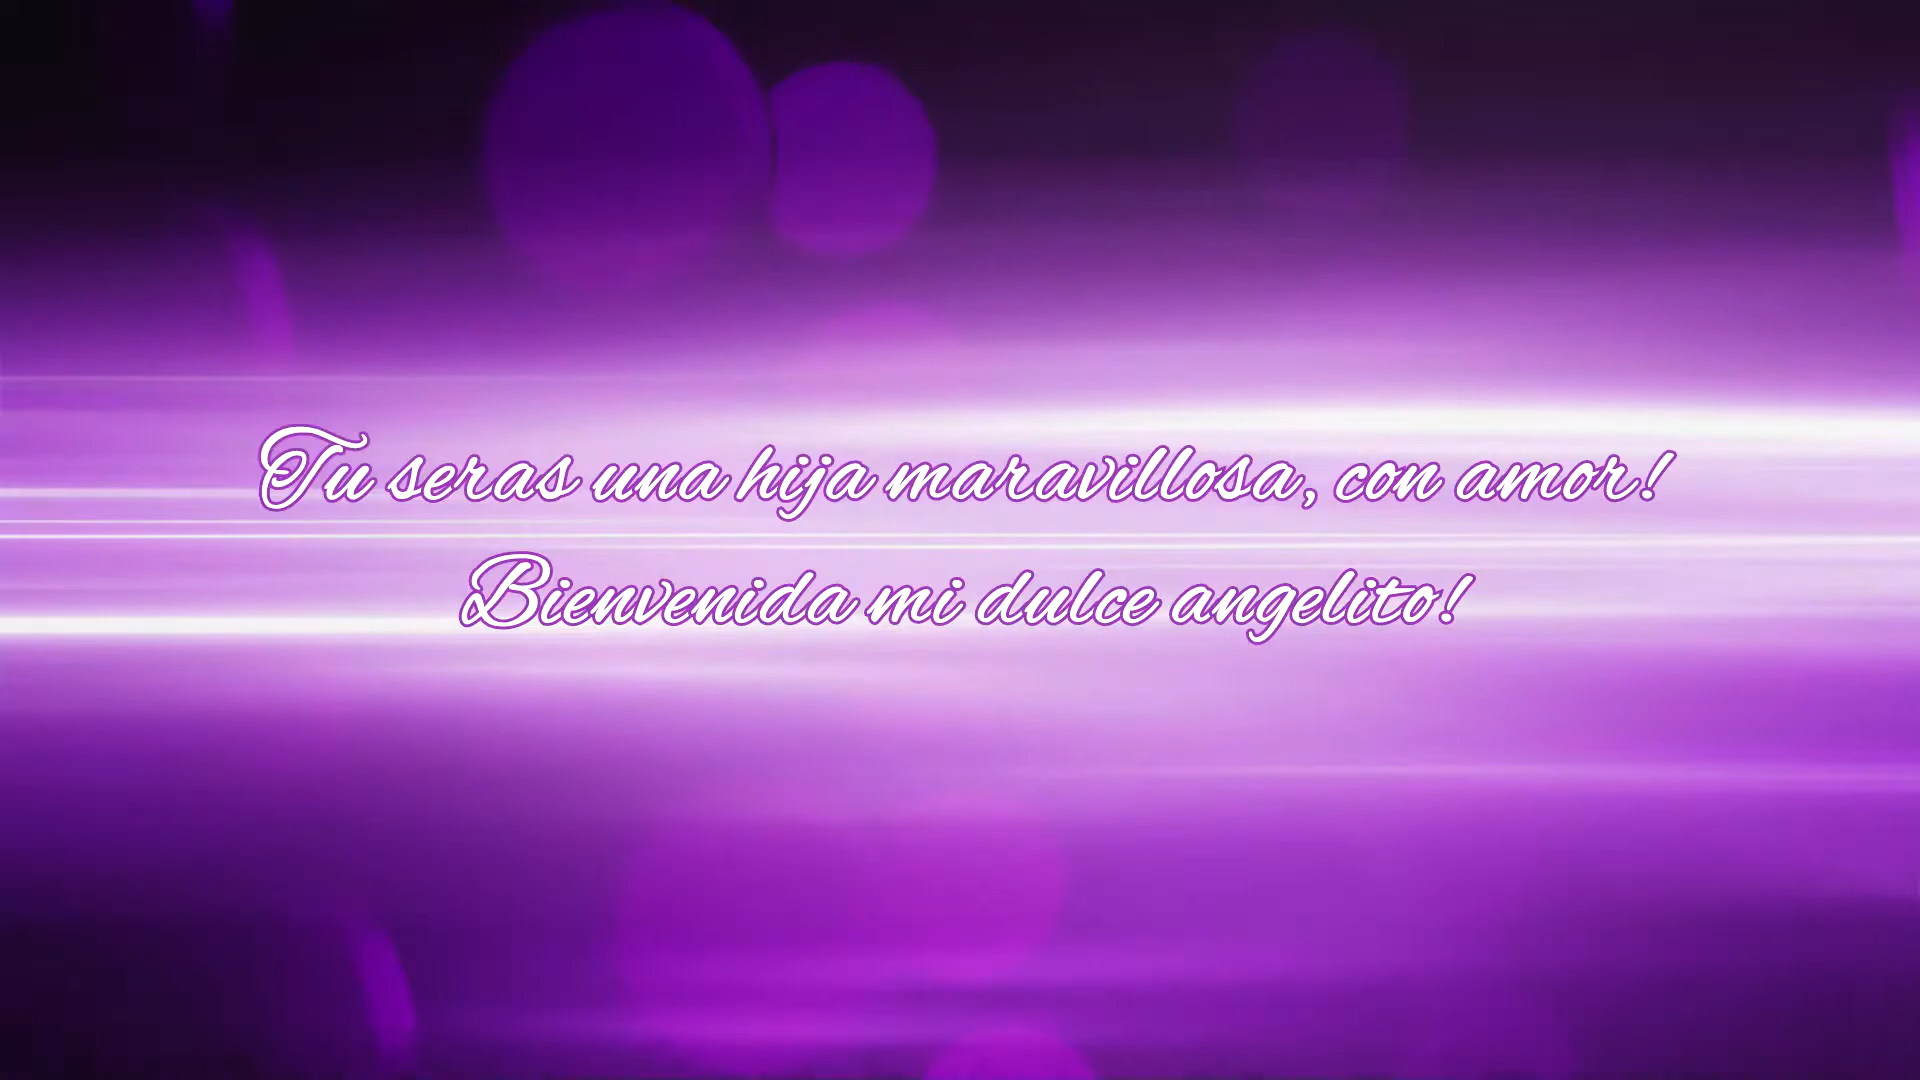 Tu seras una hija maravillosa, con amor!
Bienvenida mi dulce angelito!